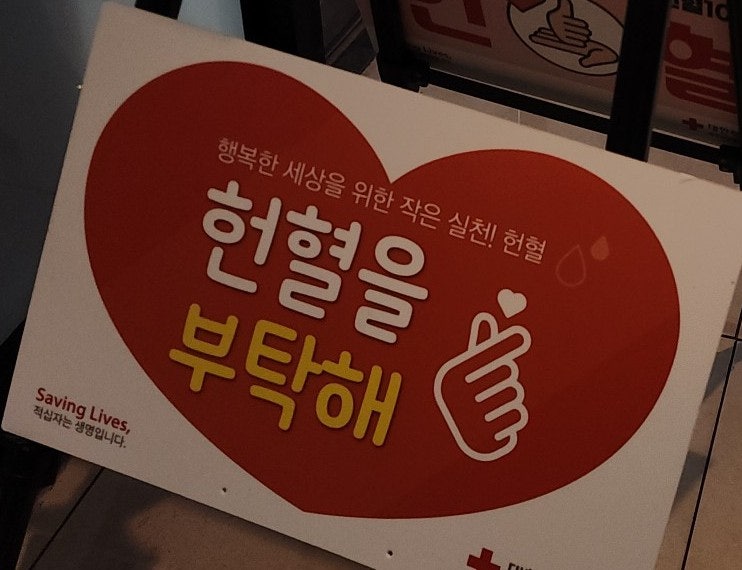 행복한 세상을 위한 작은 실천! 헌혈
헌혈을
부탁해
Saving Lives,
적십자는 생명입니다.